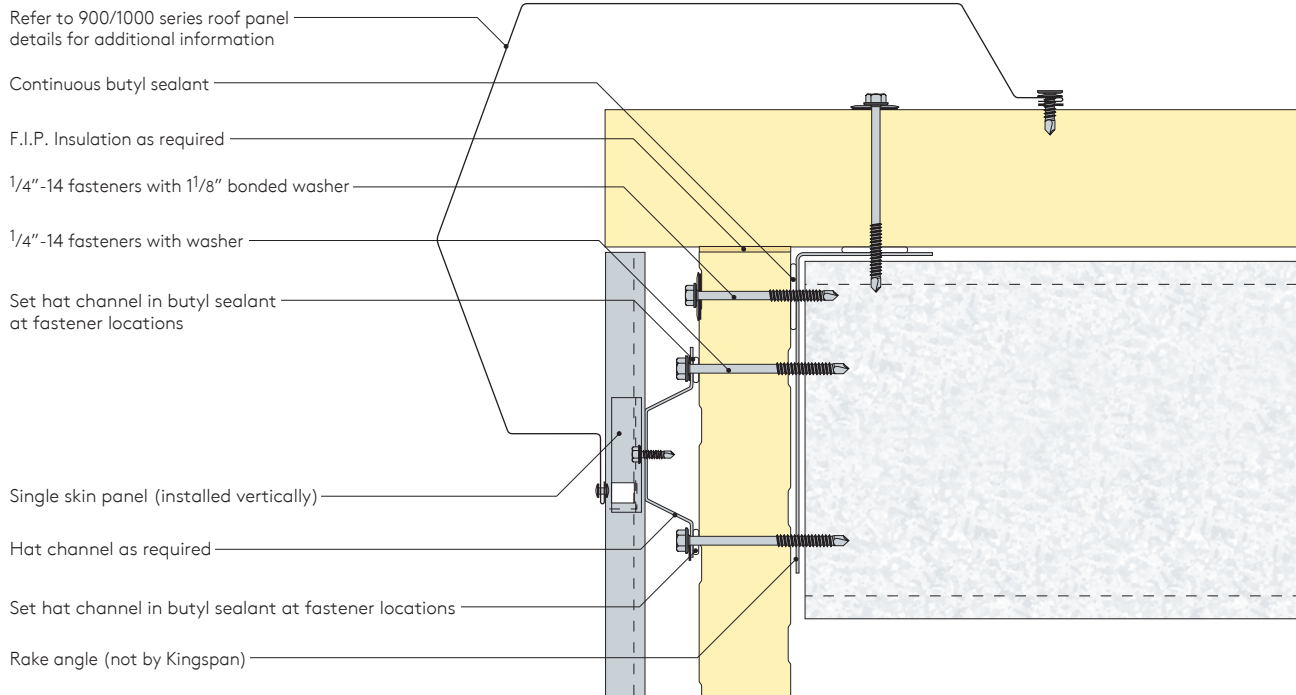 Refer to 900/1000 series roof panel
details for additional information
Continuous butyl sealant
F.I.P. Insulation as required
1/4”-14 fasteners with 11/8” bonded washer
1/4”-14 fasteners with washer
Set hat channel in butyl sealant
at fastener locations
Single skin panel (installed vertically)
Hat channel as required
Set hat channel in butyl sealant at fastener locations
Rake angle (not by Kingspan)